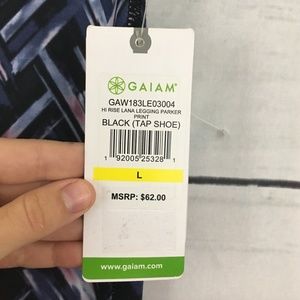 GAIAM
GAW183LE03004
HI RISE LANA LEGGING PARKER
PRINT
BLACK (TAP SHOE)
1 92005 25328 1
L
MSRP: $62.00
www.gaiam.com